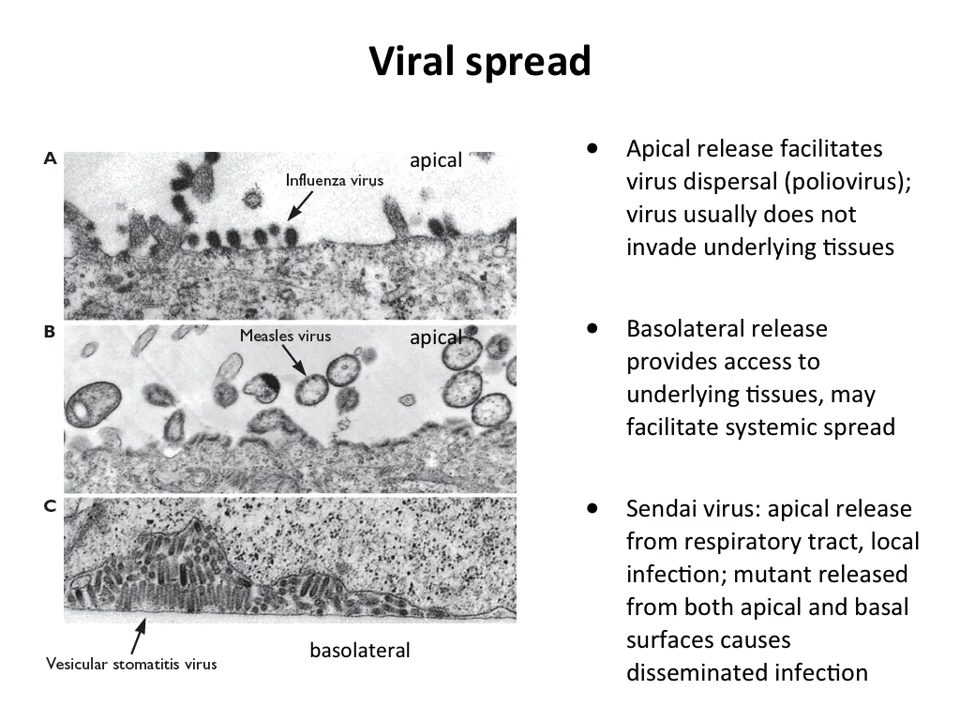 Viral spread
A
apical
Influenza virus
B
Measles virus
apical
C
Vesicular stomatitis virus
basolateral
• Apical release facilitates
virus dispersal (poliovirus);
virus usually does not
invade underlying tissues
• Basolateral release
provides access to
underlying tissues, may
facilitate systemic spread
• Sendai virus: apical release
from respiratory tract, local
infection; mutant released
from both apical and basal
surfaces causes
disseminated infection